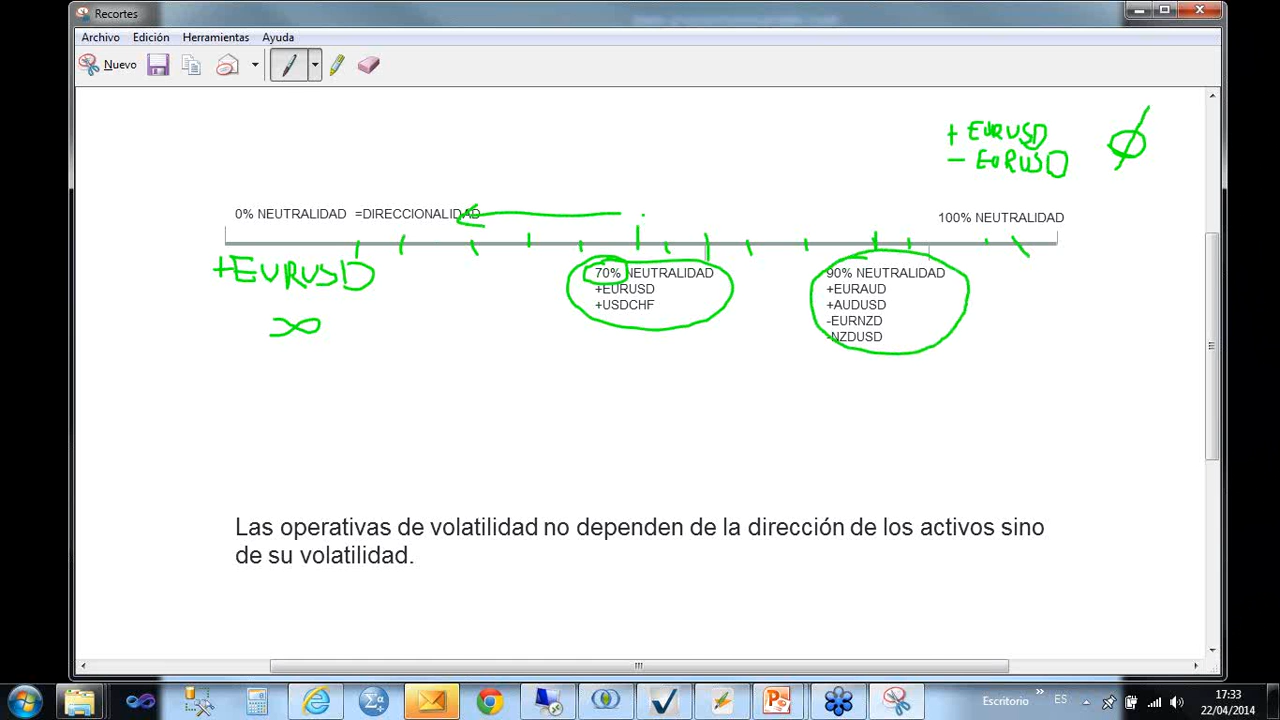 Recortes
Archivo Edición Herramientas Ayuda
Nuevo
+ EURUSD
- EURUSD
0% NEUTRALIDAD =DIRECCIONALIDAD
100% NEUTRALIDAD
+EURUSD
70% NEUTRALIDAD
+EURUSD
+USDCHF
90% NEUTRALIDAD
+EURAUD
+AUDUSD
-EURNZD
-NZDUSD
∞
Las operativas de volatilidad no dependen de la dirección de los activos sino
de su volatilidad.
Escritorio
ES
17:33
22/04/2014